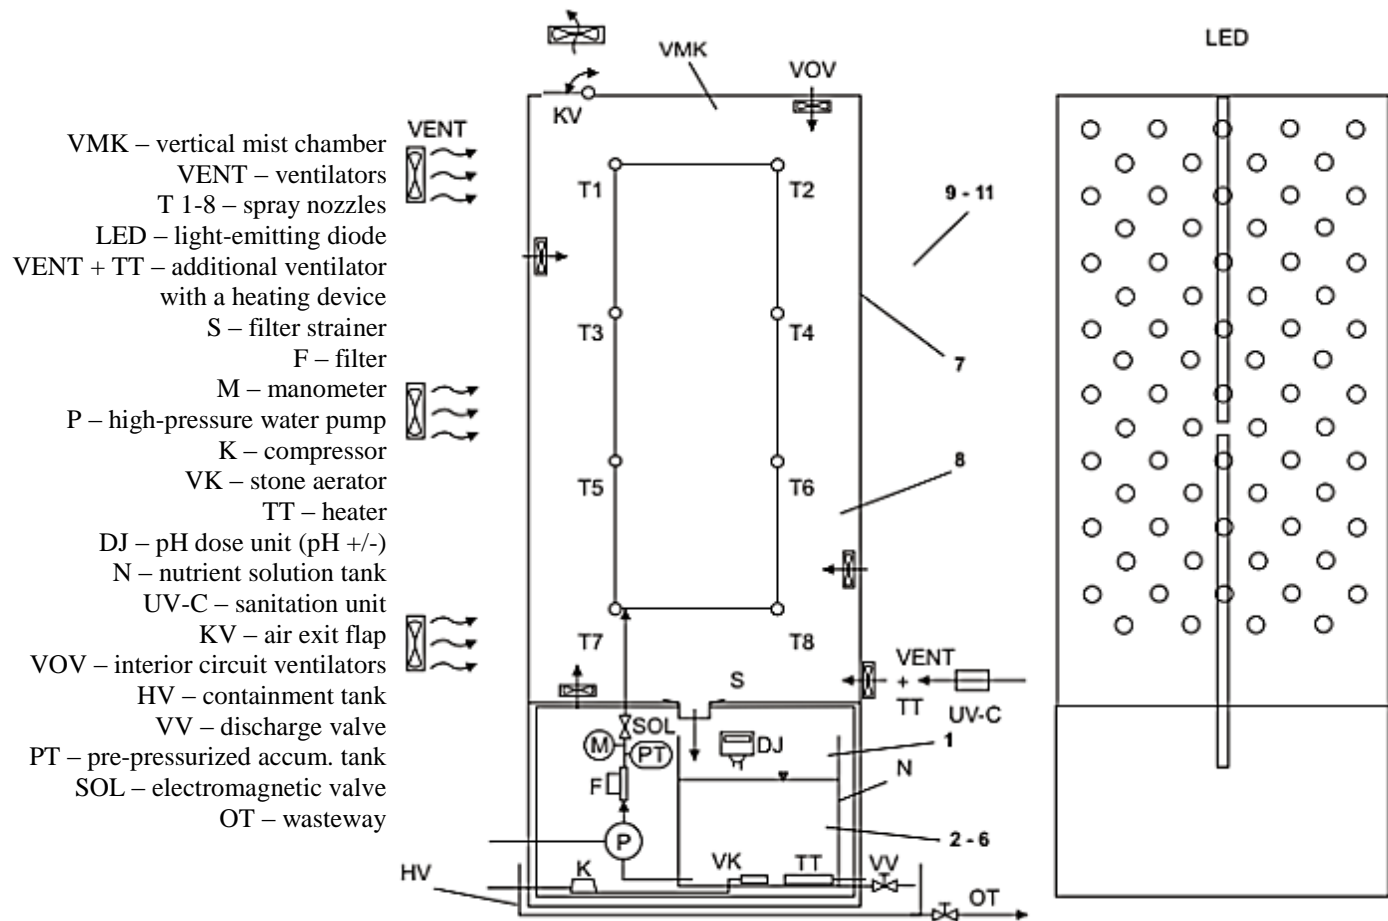 VMK – vertical mist chamber
VENT – ventilators
T 1-8 – spray nozzles
LED – light-emitting diode
VENT + TT – additional ventilator
with a heating device
S – filter strainer
F – filter
M – manometer
P – high-pressure water pump
K – compressor
VK – stone aerator
TT – heater
DJ – pH dose unit (pH +/-)
N – nutrient solution tank
UV-C – sanitation unit
KV – air exit flap
VOV – interior circuit ventilators
HV – containment tank
VV – discharge valve
PT – pre-pressurized accum. tank
SOL – electromagnetic valve
OT – wasteway
VMK
VOV
KV
VENT
T1
T2
9 - 11
T3
T4
7
8
T5
T6
T7
T8
VENT
+
TT
UV-C
S
SOL
M
PT
DJ
1
N
F
P
2 - 6
K
VK
TT
VV
HV
OT
LED